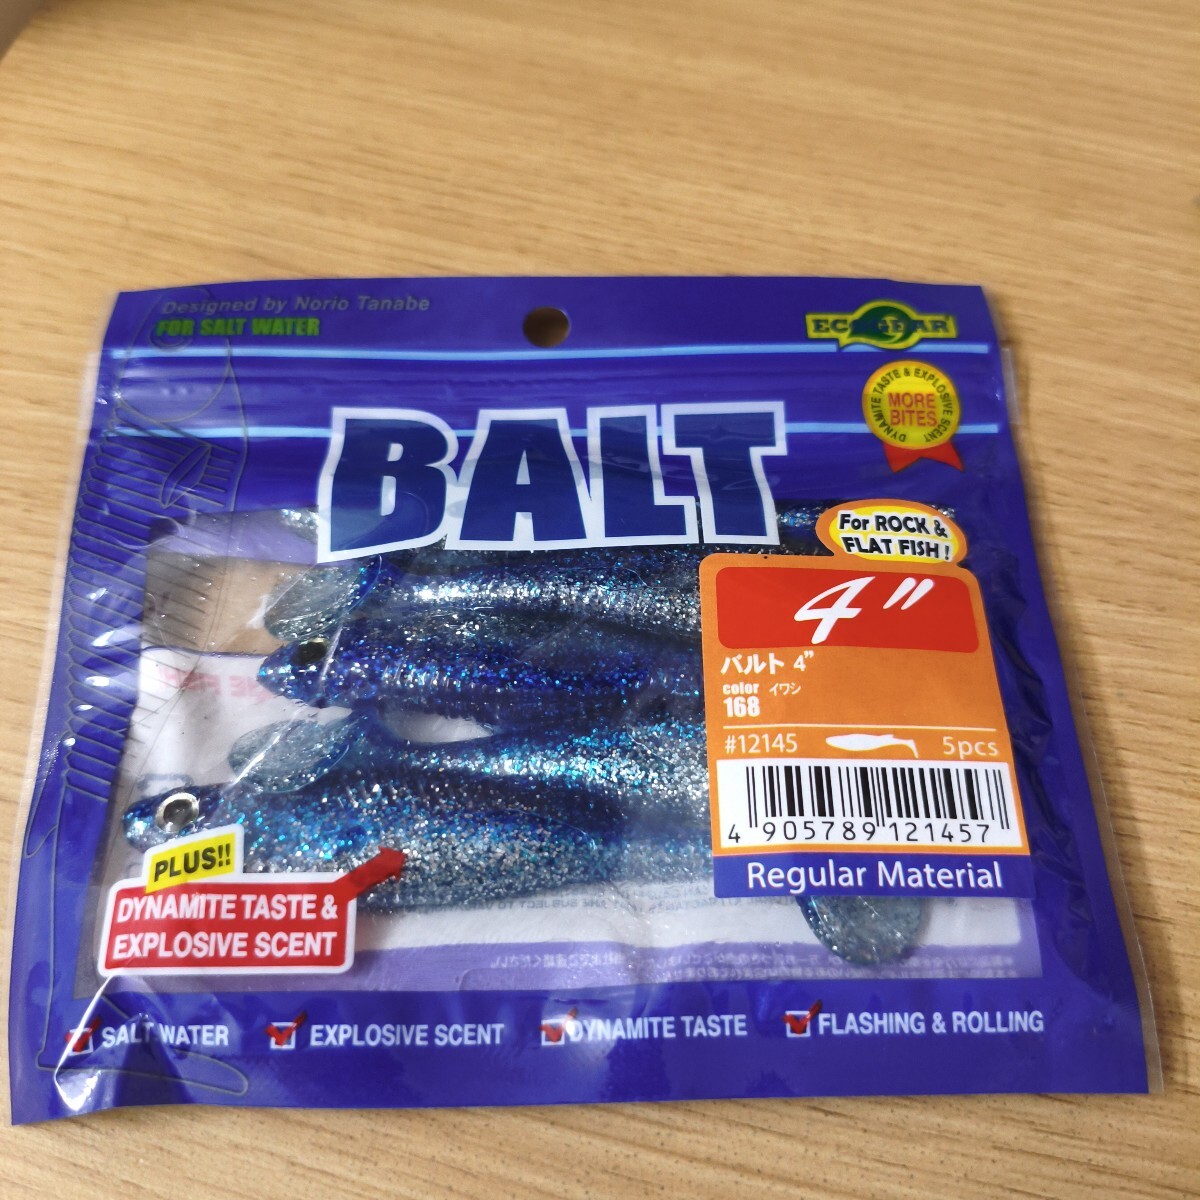 Designed by Norio Tanabe
FOR SALT WATER
ECOGEAR
DYNAMITE TASTE & EXPLOSIVE SCENT
MORE
BITES
BALT
For ROCK &
FLAT FISH!
4"
バルト 4"
color イワシ
168
#12145 5pcs
4 905789 121457
Regular Material
PLUS!!
DYNAMITE TASTE &
EXPLOSIVE SCENT
SALT WATER
EXPLOSIVE SCENT
DYNAMITE TASTE
FLASHING & ROLLING